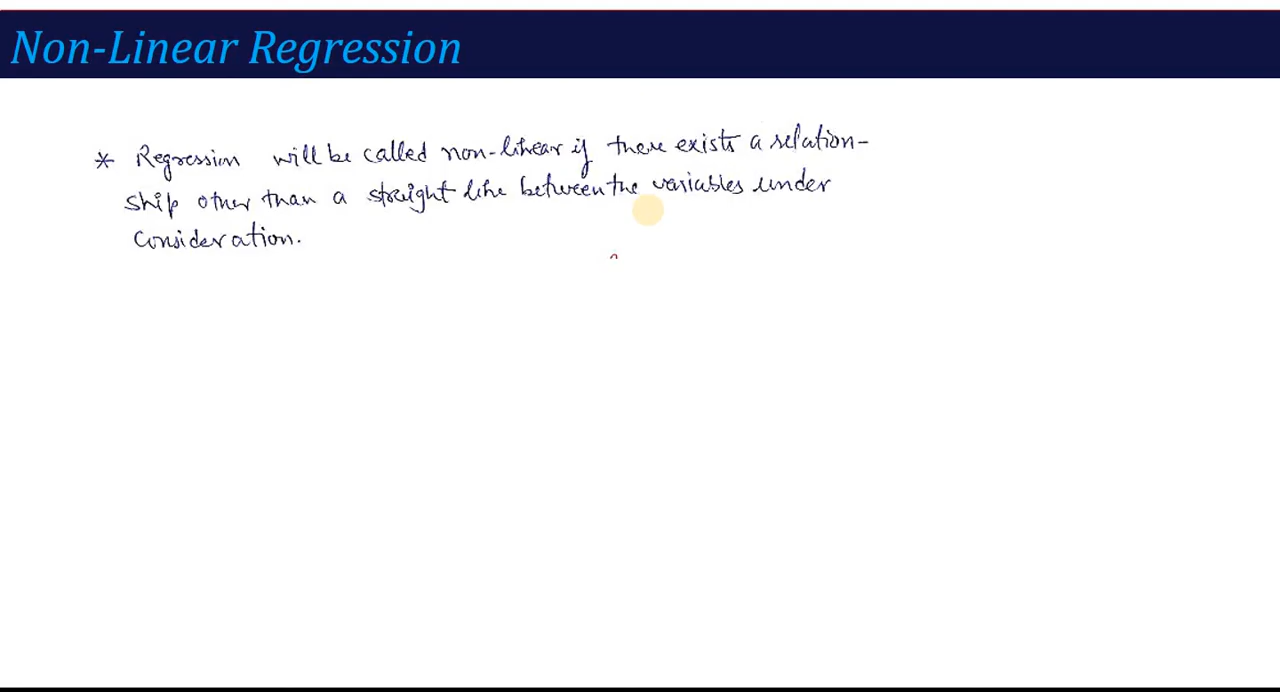 Non-Linear Regression
* Regression will be called non-linear if there exists a relation-
ship other than a straight line between the variables under
consideration.